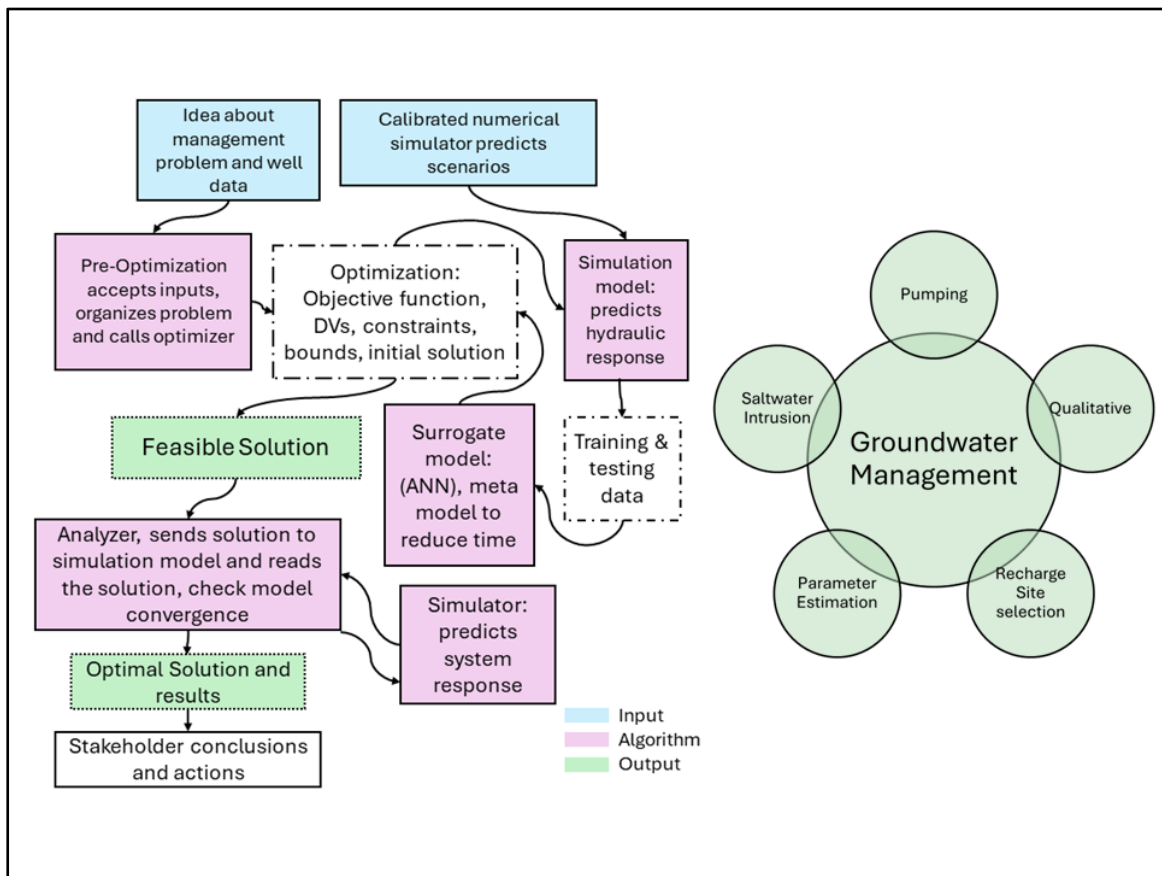 Idea about
management
problem and well
data
Calibrated numerical
simulator predicts
scenarios
Pre-Optimization
accepts inputs,
organizes problem
and calls optimizer
Optimization:
Objective function,
DVs, constraints,
bounds, initial solution
Simulation
model:
predicts
hydraulic
response
Feasible Solution
Surrogate
model:
(ANN), meta
model to
reduce time
Training &
testing
data
Analyzer, sends solution to
simulation model and reads
the solution, check model
convergence
Simulator:
predicts
system
response
Optimal Solution and
results
Stakeholder conclusions
and actions
Input
Algorithm
Output
Pumping
Saltwater
Intrusion
Qualitative
Groundwater
Management
Parameter
Estimation
Recharge
Site
selection